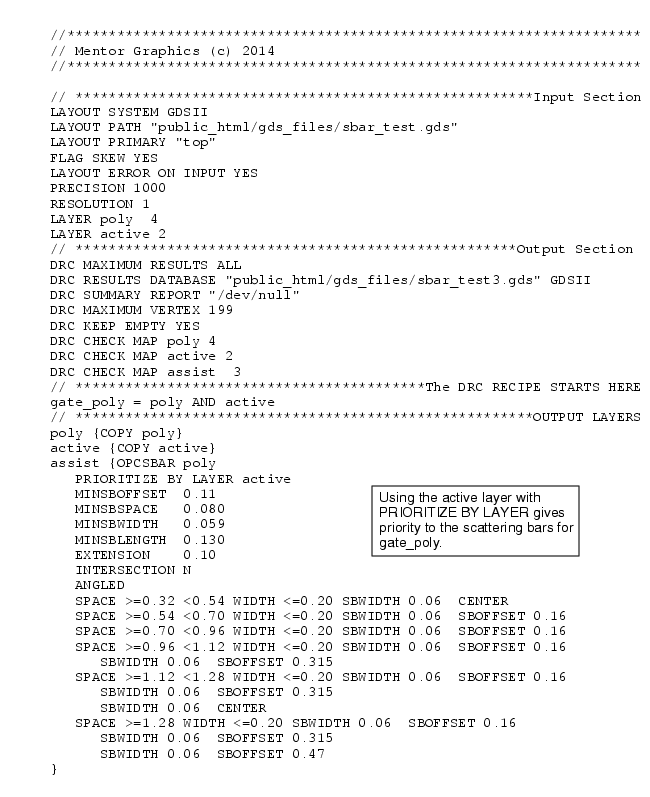 //*********************************************************************
// Mentor Graphics (c) 2014
//*********************************************************************
// *******************************************************Input Section
LAYOUT SYSTEM GDSII
LAYOUT PATH "public_html/gds_files/sbar_test.gds"
LAYOUT PRIMARY "top"
FLAG SKEW YES
LAYOUT ERROR ON INPUT YES
PRECISION 1000
RESOLUTION 1
LAYER poly  4
LAYER active 2
// *****************************************************Output Section
DRC MAXIMUM RESULTS ALL
DRC RESULTS DATABASE "public_html/gds_files/sbar_test3.gds" GDSII
DRC SUMMARY REPORT "/dev/null"
DRC MAXIMUM VERTEX 199
DRC KEEP EMPTY YES
DRC CHECK MAP poly 4
DRC CHECK MAP active 2
DRC CHECK MAP assist  3
// ******************************************The DRC RECIPE STARTS HERE
gate_poly = poly AND active
// *******************************************************OUTPUT LAYERS
poly {COPY poly}
active {COPY active}
assist {OPCSBAR poly
   PRIORITIZE BY LAYER active
   MINSBOFFSET  0.11
   MINSBSPACE   0.080
   MINSBWIDTH   0.059
   MINSBLENGTH  0.130
   EXTENSION    0.10
   INTERSECTION N
   ANGLED
   SPACE >=0.32 <0.54 WIDTH <=0.20 SBWIDTH 0.06  CENTER
   SPACE >=0.54 <0.70 WIDTH <=0.20 SBWIDTH 0.06  SBOFFSET 0.16
   SPACE >=0.70 <0.96 WIDTH <=0.20 SBWIDTH 0.06  SBOFFSET 0.16
   SPACE >=0.96 <1.12 WIDTH <=0.20 SBWIDTH 0.06  SBOFFSET 0.16
      SBWIDTH 0.06  SBOFFSET 0.315
   SPACE >=1.12 <1.28 WIDTH <=0.20 SBWIDTH 0.06  SBOFFSET 0.16
      SBWIDTH 0.06  SBOFFSET 0.315
      SBWIDTH 0.06  CENTER
   SPACE >=1.28 WIDTH <=0.20 SBWIDTH 0.06  SBOFFSET 0.16
      SBWIDTH 0.06  SBOFFSET 0.315
      SBWIDTH 0.06  SBOFFSET 0.47
}
Using the active layer with
PRIORITIZE BY LAYER gives
priority to the scattering bars for
gate_poly.